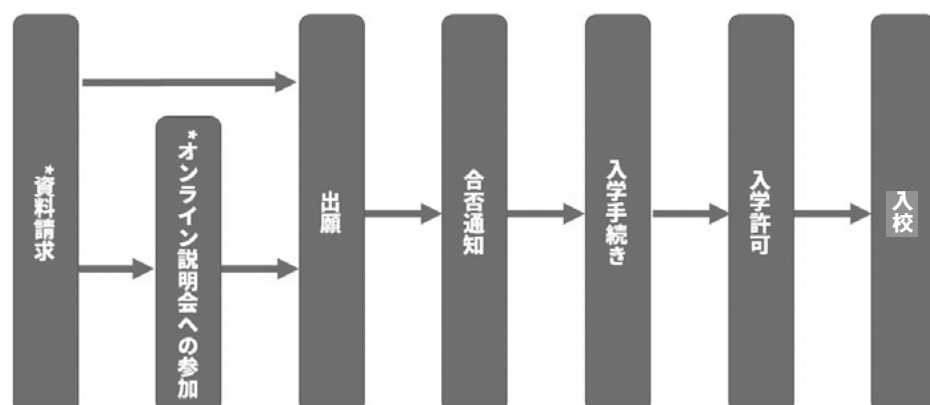 *資料請求
*オンライン説明会への参加
出願
合否通知
入学手続き
入学許可
入校